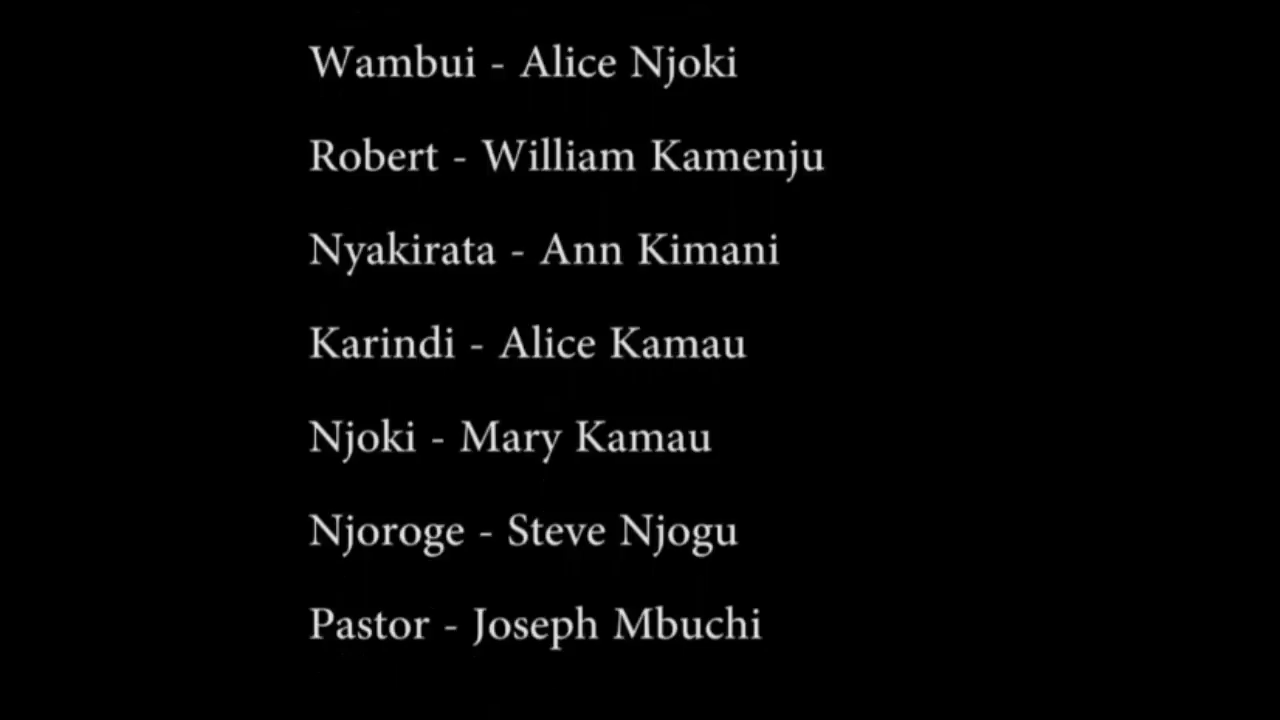 Wambui - Alice Njoki
Robert - William Kamenju
Nyakirata - Ann Kimani
Karindi - Alice Kamau
Njoki - Mary Kamau
Njoroge - Steve Njogu
Pastor - Joseph Mbuchi